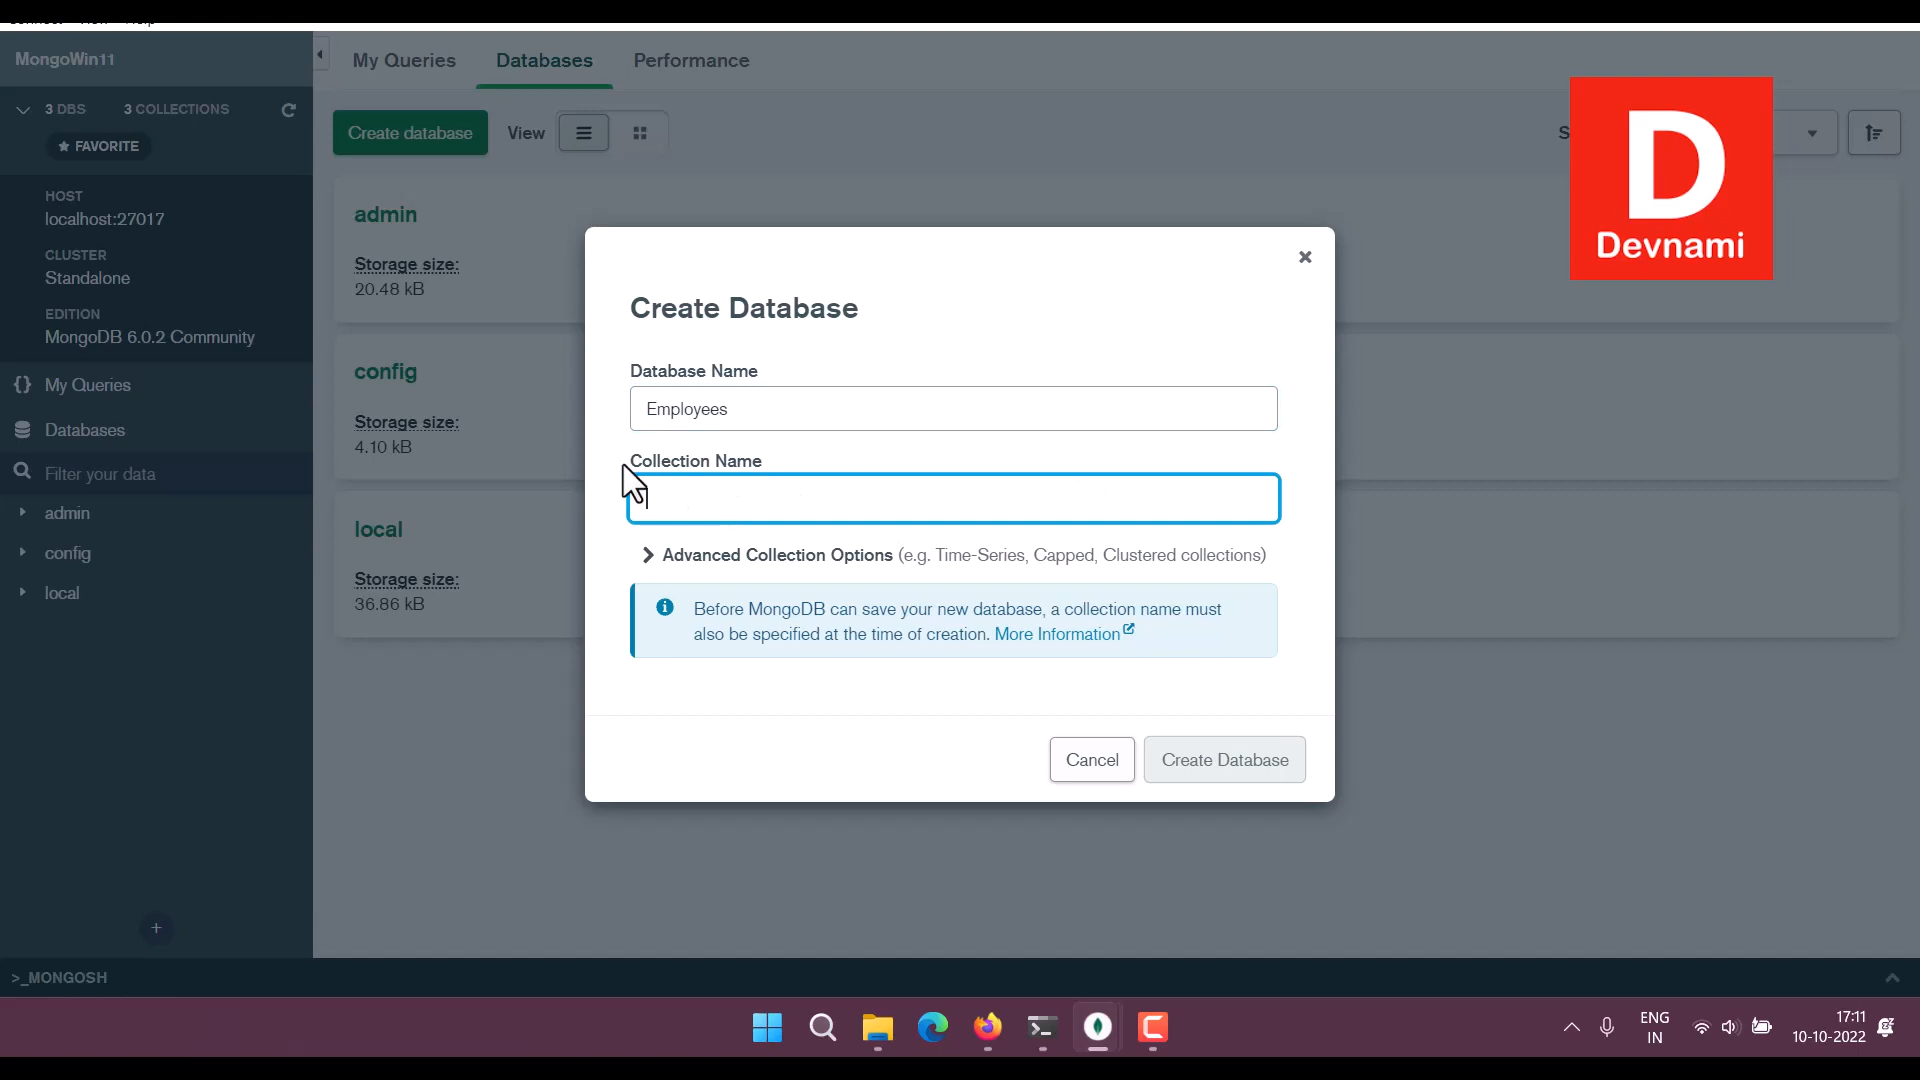 MongoWin11
My Queries
Databases
Performance
3 DBS
3 COLLECTIONS
FAVORITE
Create database
View
S
D
Devnami
HOST
localhost:27017
CLUSTER
Standalone
EDITION
MongoDB 6.0.2 Community
My Queries
Databases
Filter your data
admin
config
local
admin
Storage size:
20.48 kB
config
Storage size:
4.10 kB
local
Storage size:
36.86 kB
Create Database
Database Name
Employees
Collection Name
Advanced Collection Options (e.g. Time-Series, Capped, Clustered collections)
Before MongoDB can save your new database, a collection name must
also be specified at the time of creation. More Information
Cancel
Create Database
>_MONGOSH
ENG
IN
17:11
10-10-2022